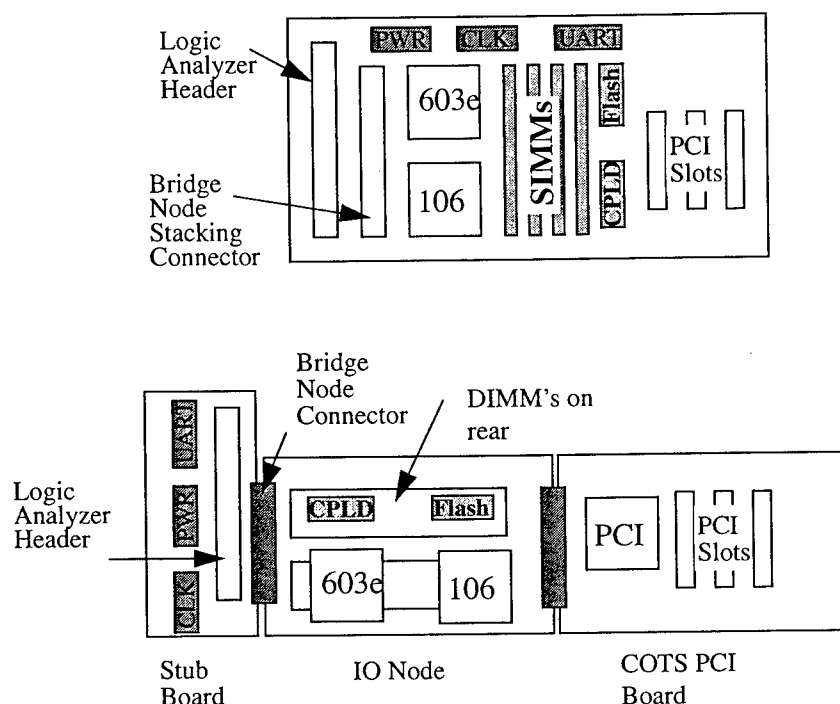 Logic
Analyzer
Header
PWR
CLK
UART
603e
SIMMs
Flash
PCI
Slots
Bridge
Node
Stacking
Connector
106
CPLD
Bridge
Node
Connector
DIMM's on
rear
UART
Logic
Analyzer
Header
PWR
CLK
CPLD
Flash
603e
106
PCI
PCI
Slots
Stub
Board
IO Node
COTS PCI
Board